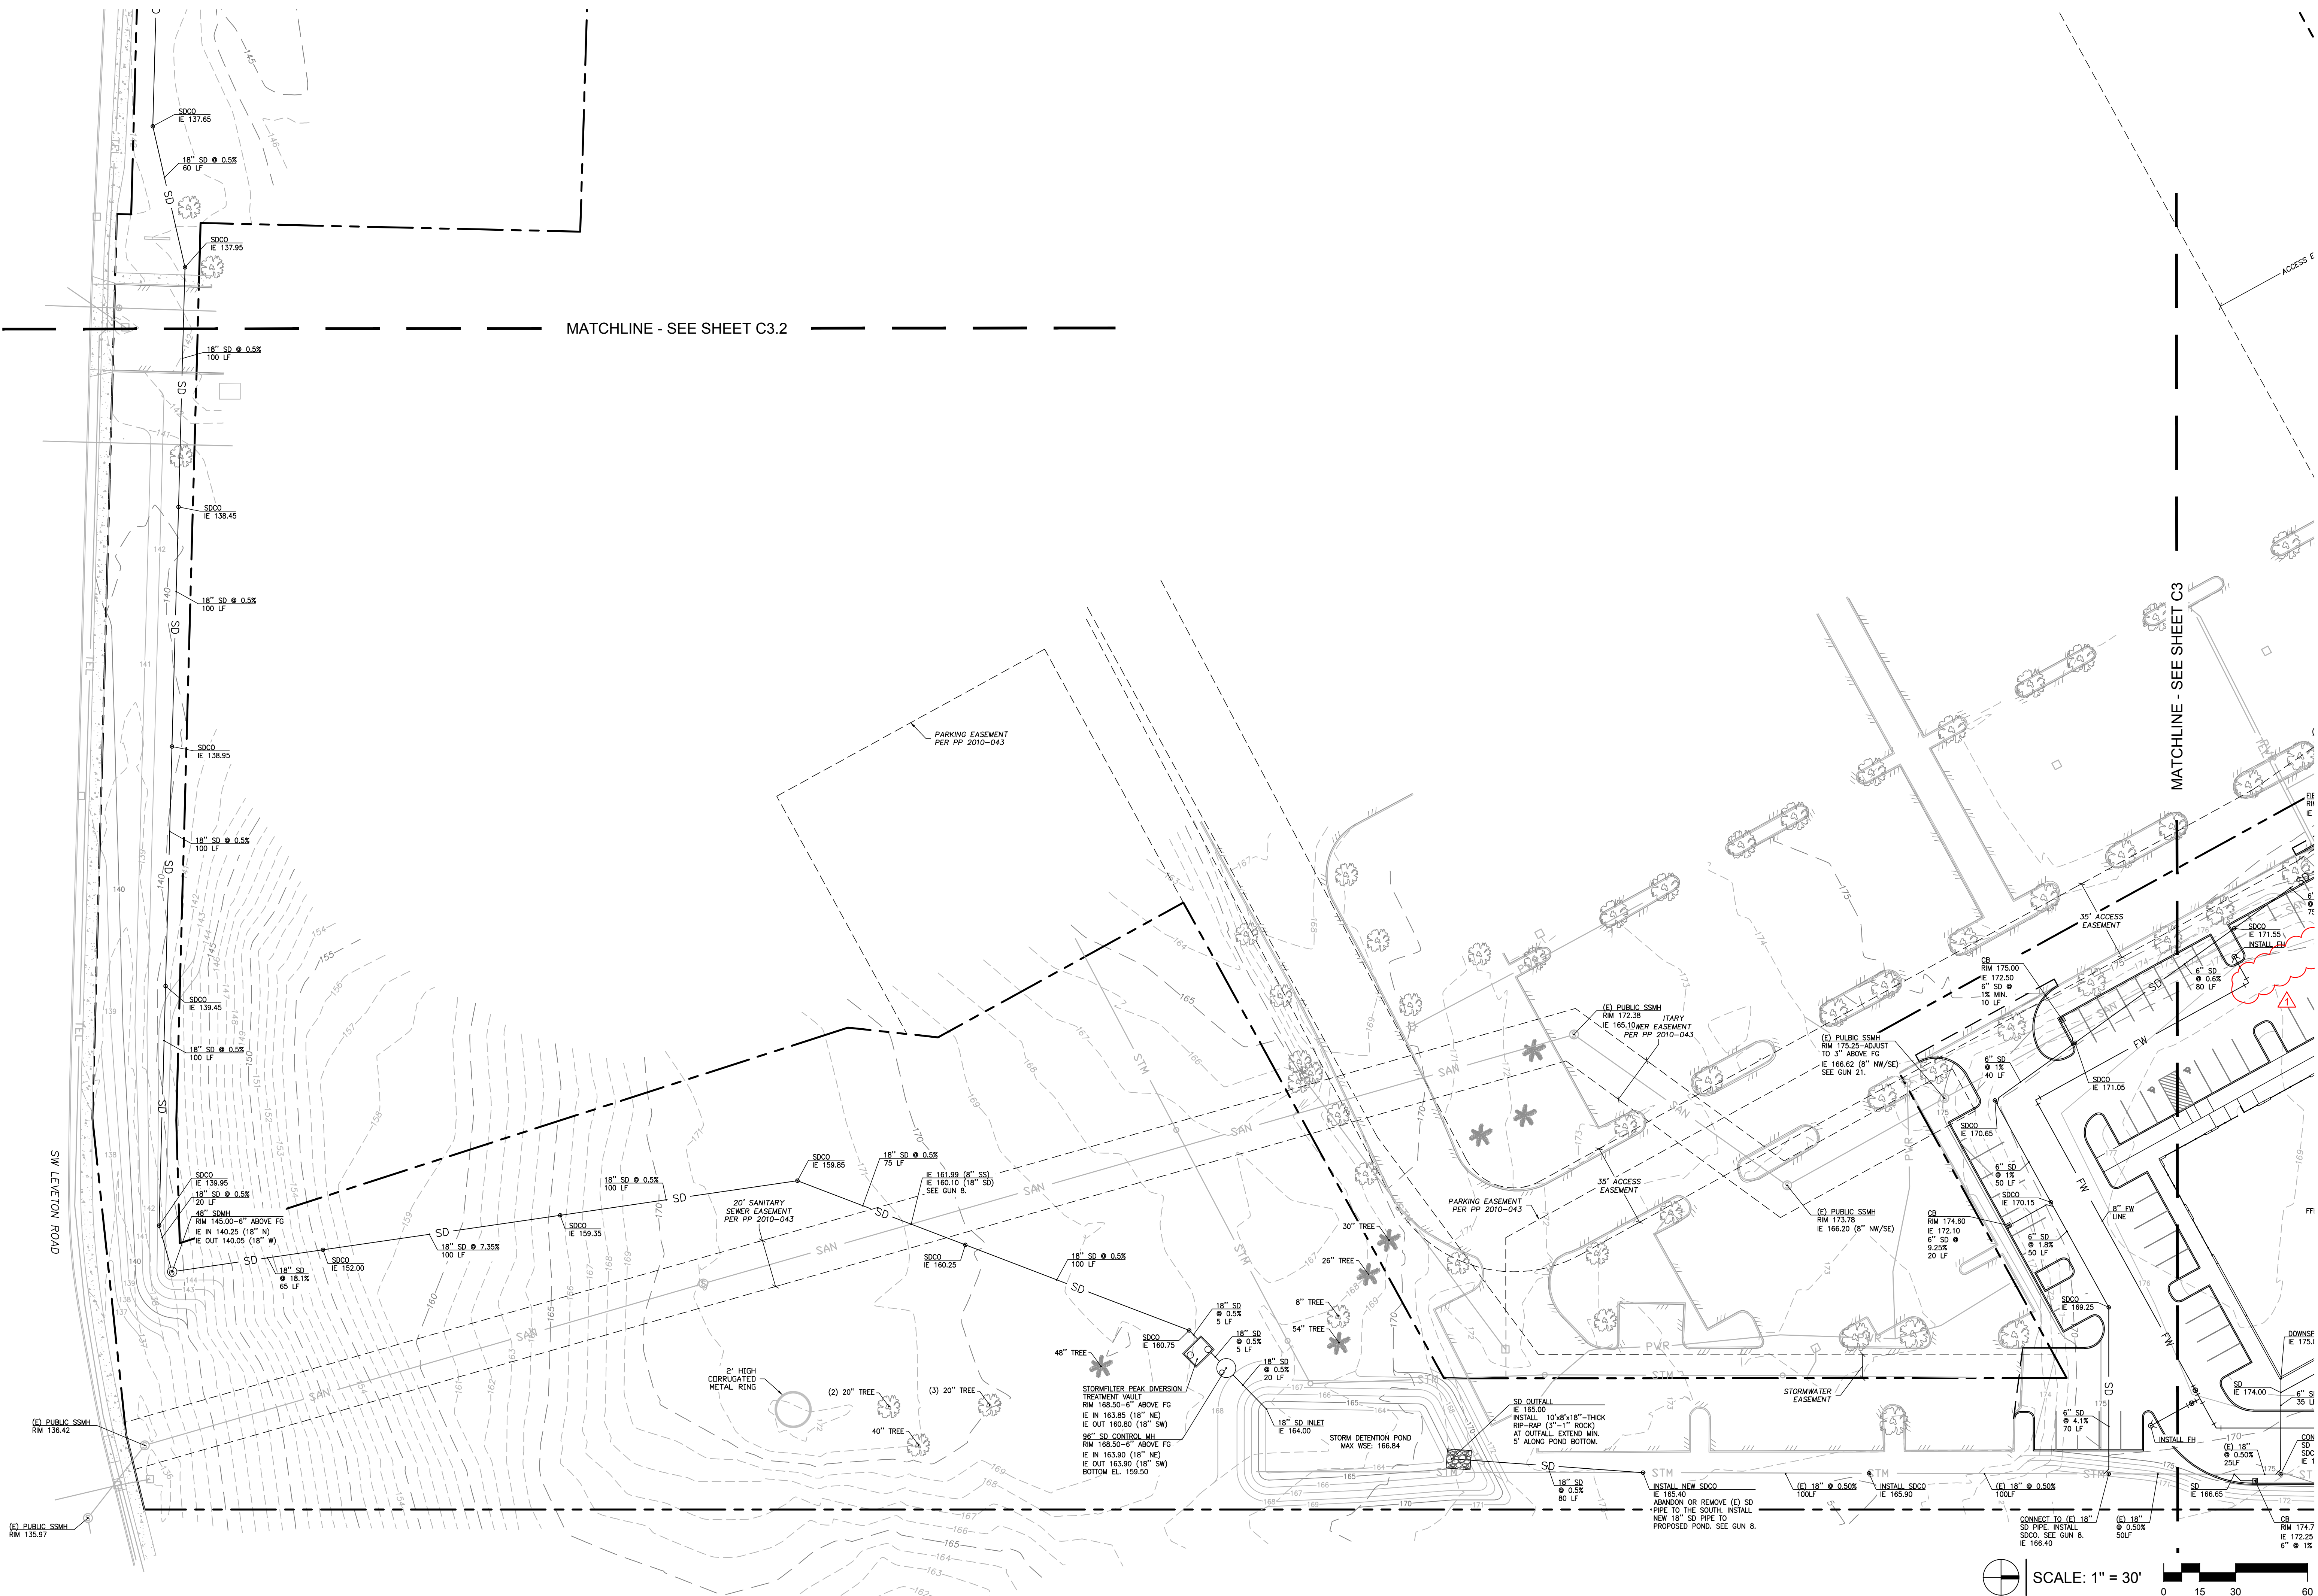 SDCO
IE 137.65
18" SD @ 0.5%
60 LF
SDCO
IE 137.95
MATCHLINE - SEE SHEET C3.2
18" SD @ 0.5%
100 LF
SDCO
IE 138.45
18" SD @ 0.5%
100 LF
SDCO
IE 138.95
18" SD @ 0.5%
100 LF
SDCO
IE 139.45
18" SD @ 0.5%
100 LF
SDCO
IE 139.95
18" SD @ 0.5%
20 LF
48" SDMH
RIM 145.00-6" ABOVE FG
IE IN 140.25 (18" N)
IE OUT 140.05 (18" W)
SW LEVETON ROAD
18" SD
@ 18.1%
65 LF
SDCO
IE 152.00
18" SD @ 7.35%
100 LF
SDCO
IE 159.35
18" SD @ 0.5%
100 LF
SDCO
IE 159.85
18" SD @ 0.5%
75 LF
IE 161.99 (8" SS)
IE 160.10 (18" SD)
SEE GUN 8.
20' SANITARY
SEWER EASEMENT
PER PP 2010-043
SDCO
IE 160.25
18" SD @ 0.5%
100 LF
SDCO
IE 160.75
18" SD
@ 0.5%
5 LF
18" SD
@ 0.5%
5 LF
18" SD
@ 0.5%
20 LF
STORMFILTER PEAK DIVERSION
TREATMENT VAULT
RIM 168.50-6" ABOVE FG
IE IN 163.85 (18" NE)
IE OUT 160.80 (18" SW)
96" SD CONTROL MH
RIM 168.50-6" ABOVE FG
IE IN 163.90 (18" NE)
IE OUT 163.90 (18" SW)
BOTTOM EL. 159.50
18" SD INLET
IE 164.00
2' HIGH
CORRUGATED
METAL RING
(2) 20" TREE
40" TREE
(3) 20" TREE
48" TREE
30" TREE
26" TREE
8" TREE
54" TREE
(E) PUBLIC SSMH
RIM 136.42
(E) PUBLIC SSMH
RIM 135.97
PARKING EASEMENT
PER PP 2010-043
STORM DETENTION POND
MAX WSE: 166.84
SD OUTFALL
IE 165.00
INSTALL 10'x8'x18"-THICK
RIP-RAP (3"-1" ROCK)
AT OUTFALL. EXTEND MIN.
5' ALONG POND BOTTOM.
18" SD
@ 0.5%
80 LF
INSTALL NEW SDCO
IE 165.40
ABANDON OR REMOVE (E) SD
PIPE TO THE SOUTH. INSTALL
NEW 18" SD PIPE TO
PROPOSED POND. SEE GUN 8.
(E) 18" @ 0.50%
100LF
INSTALL SDCO
IE 165.90
(E) 18" @ 0.50%
100LF
CONNECT TO (E) 18"
SD PIPE. INSTALL
SDCO. SEE GUN 8.
IE 166.40
(E) 18"
@ 0.50%
50LF
STORMWATER
EASEMENT
PARKING EASEMENT
PER PP 2010-043
35' ACCESS
EASEMENT
(E) PUBLIC SSMH
RIM 172.38
IE 165.10
ITARY
WER EASEMENT
PER PP 2010-043
(E) PUBLIC SSMH
RIM 173.78
IE 166.20 (8" NW/SE)
(E) PULBIC SSMH
RIM 175.25-ADJUST
TO 3" ABOVE FG
IE 166.62 (8" NW/SE)
SEE GUN 21.
CB
RIM 175.00
IE 172.50
6" SD @
1% MIN.
10 LF
35' ACCESS
EASEMENT
MATCHLINE - SEE SHEET C3
ACCESS E
SDCO
IE 171.55
INSTALL FH
6" SD
@ 0.6%
80 LF
1
SDCO
IE 171.05
6" SD
@ 1%
40 LF
SDCO
IE 170.65
6" SD
@ 1%
50 LF
SDCO
IE 170.15
CB
RIM 174.60
IE 172.10
6" SD @
9.25%
20 LF
8" FW
LINE
6" SD
@ 1.8%
50 LF
SDCO
IE 169.25
6" SD
@ 4.1%
70 LF
INSTALL FH
(E) 18"
@ 0.50%
25LF
SD
IE 166.65
SD
IE 174.00
CB
RIM 174.7
IE 172.25
6" @ 1%
SCALE: 1" = 30'
0 15 30 60